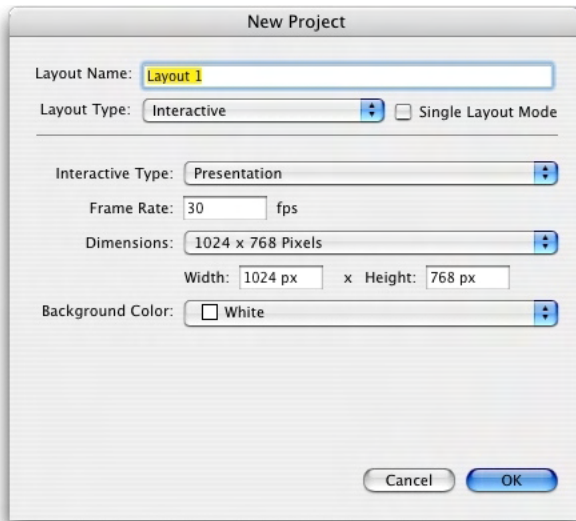 New Project
Layout Name: Layout 1
Layout Type: Interactive Single Layout Mode
Interactive Type: Presentation
Frame Rate: 30 fps
Dimensions: 1024 x 768 Pixels
Width: 1024 px x Height: 768 px
Background Color: White
Cancel OK